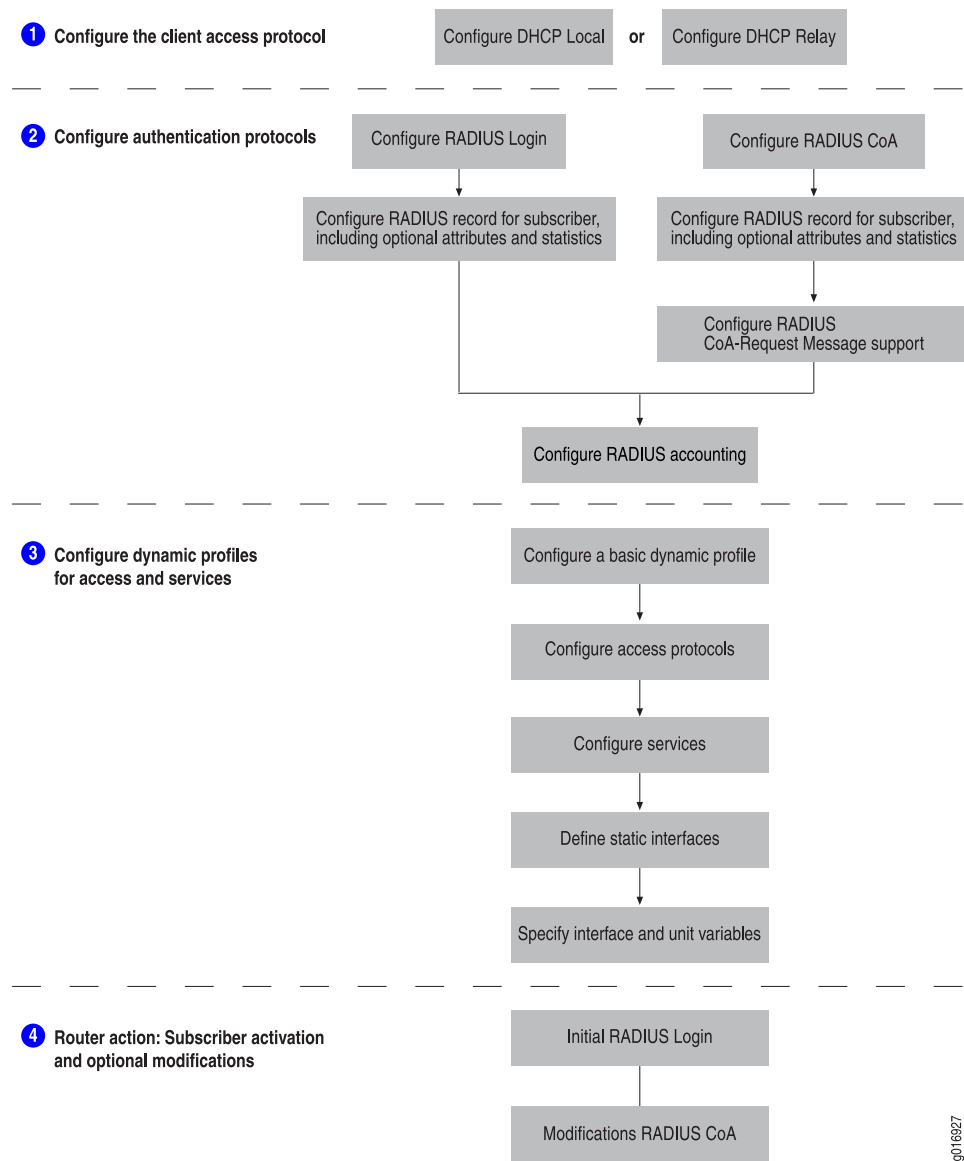 1 Configure the client access protocol
Configure DHCP Local
or
Configure DHCP Relay
2 Configure authentication protocols
Configure RADIUS Login
Configure RADIUS CoA
Configure RADIUS record for subscriber,
including optional attributes and statistics
Configure RADIUS record for subscriber,
including optional attributes and statistics
Configure RADIUS
CoA-Request Message support
Configure RADIUS accounting
3 Configure dynamic profiles
for access and services
Configure a basic dynamic profile
Configure access protocols
Configure services
Define static interfaces
Specify interface and unit variables
4 Router action: Subscriber activation
and optional modifications
Initial RADIUS Login
Modifications RADIUS CoA
g016927